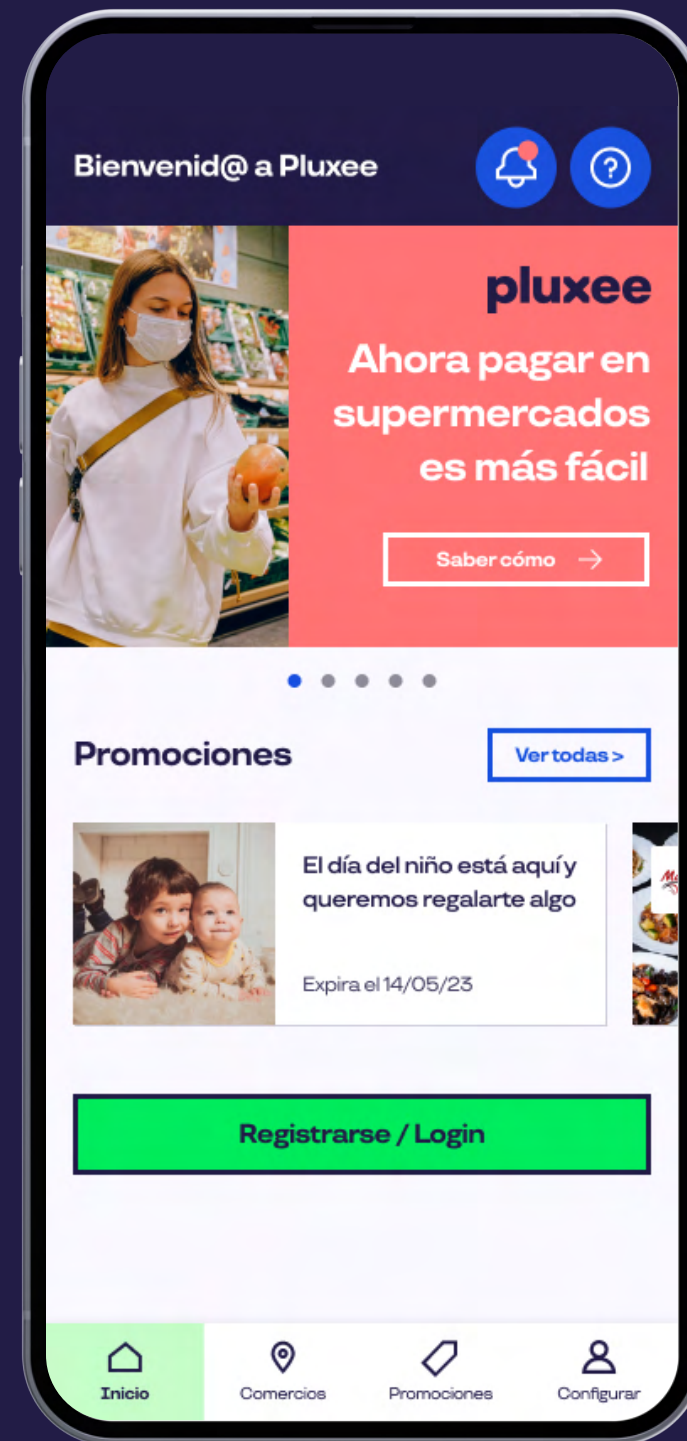 Bienvenid@ a Pluxee
pluxee
Ahora pagar en
supermercados
es más fácil
Saber cómo →
Promociones
Ver todas >
El día del niño está aquí y
queremos regalarte algo
Expira el 14/05/23
Registrarse / Login
Inicio
Comercios
Promociones
Configurar